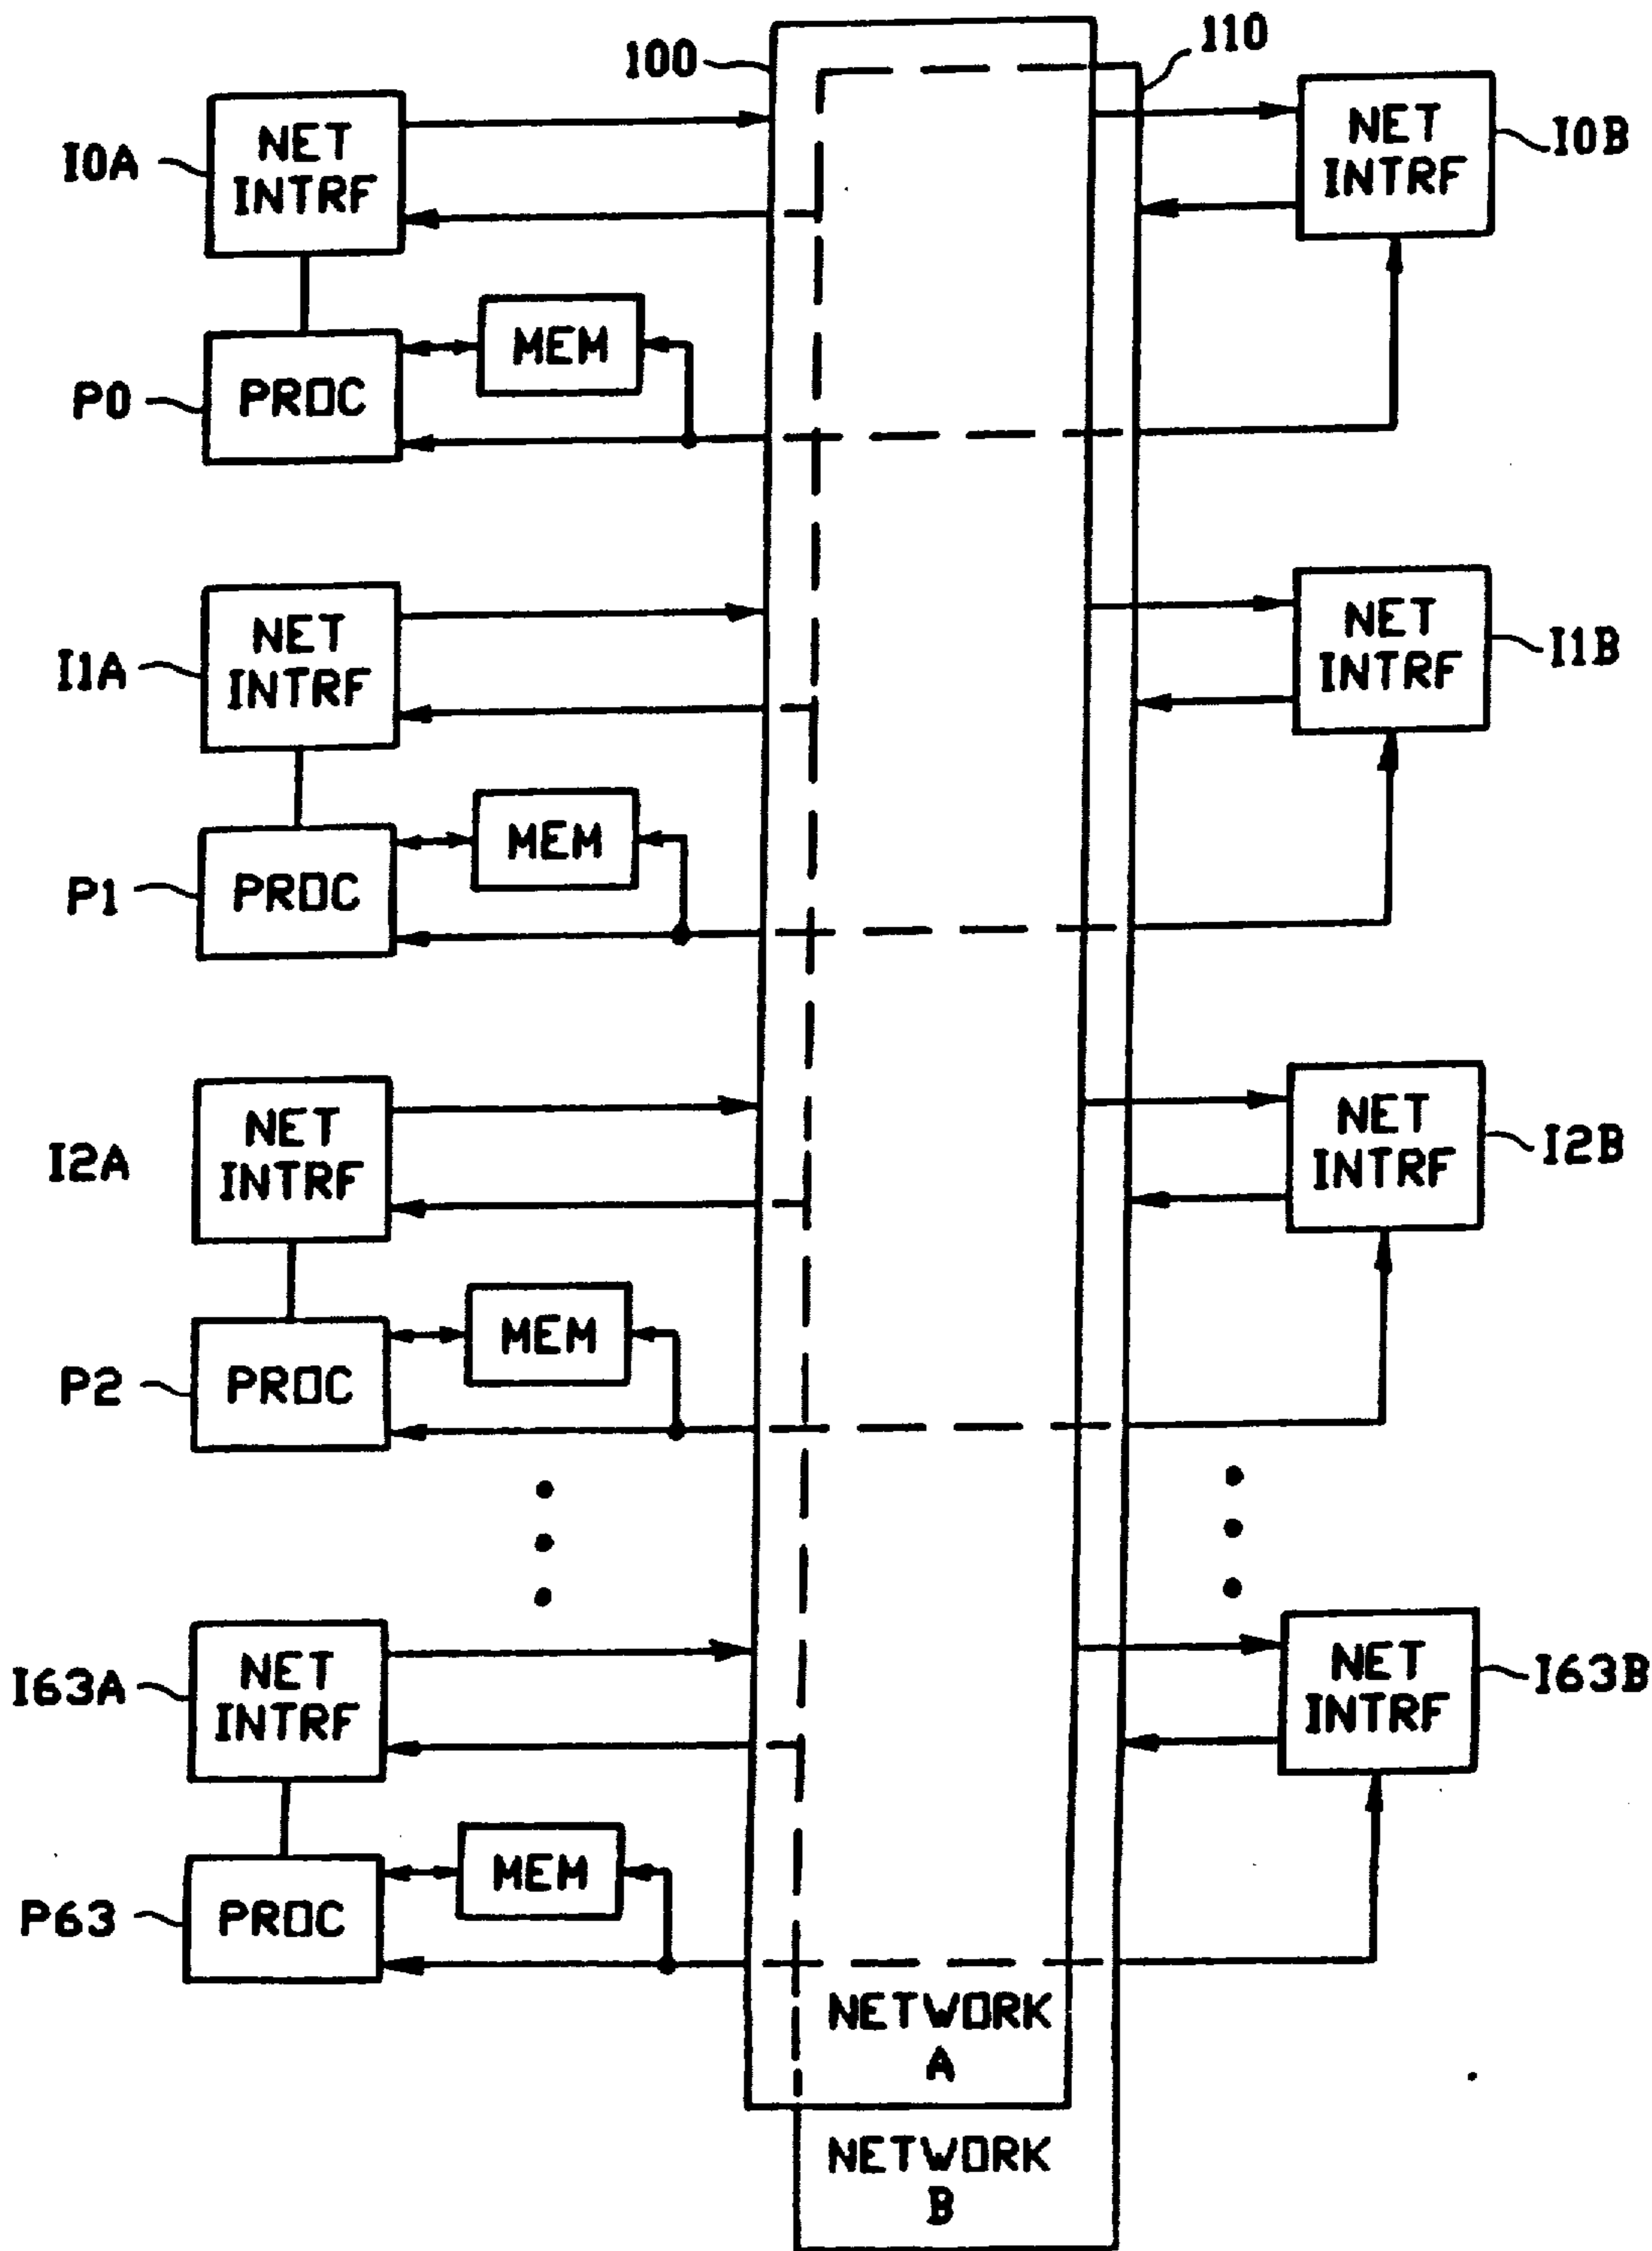 100
110
I0A
NET
INTRF
NET
INTRF
I0B
P0
PROC
MEM
I1A
NET
INTRF
NET
INTRF
I1B
P1
PROC
MEM
I2A
NET
INTRF
NET
INTRF
I2B
P2
PROC
MEM
I63A
NET
INTRF
NET
INTRF
I63B
P63
PROC
MEM
NETWORK
A
NETWORK
B